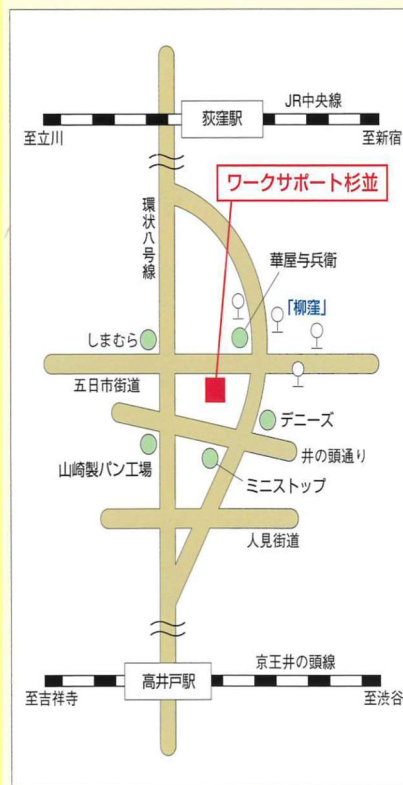 JR中央線
荻窪駅
至立川
至新宿
ワークサポート杉並
環状八号線
華屋与兵衛
「柳窪」
しまむら
五日市街道
デニーズ
井の頭通り
山崎製パン工場
ミニストップ
人見街道
京王井の頭線
高井戸駅
至吉祥寺
至渋谷